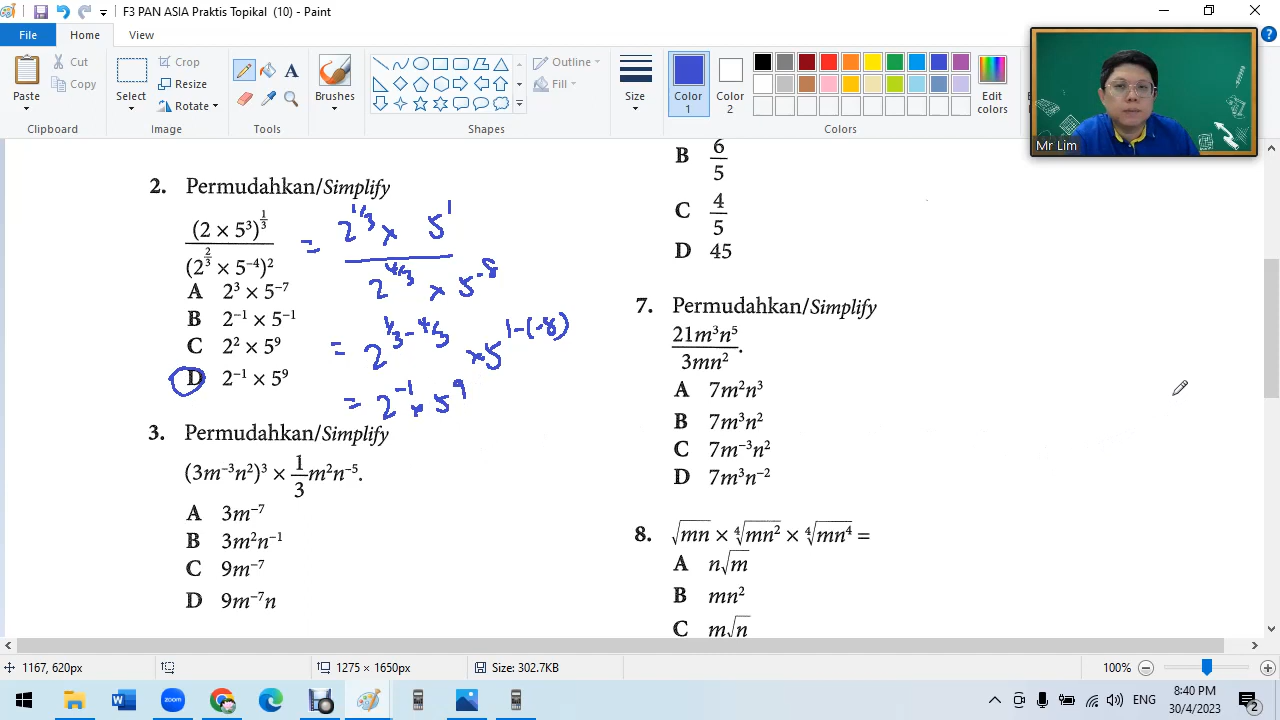 F3 PAN ASIA Praktis Topikal (10) - Paint
File Home View
Paste Cut Copy
Clipboard
Select Crop Resize Rotate
Image
Tools
Brushes
Outline Fill
Shapes
Size
Color 1
Color 2
Edit colors
Colors
Mr Lim
2. Permudahkan/Simplify
(2 × 5³)^(1/3) / (2^(2/3) × 5⁻⁴)² = 2^(1/3) × 5^1 / 2^(4/3) × 5^(-8)
A 2³ × 5⁻⁷
B 2⁻¹ × 5⁻¹
C 2² × 5⁹
D 2⁻¹ × 5⁹
= 2^(1/3 - 4/3) × 5^(1-(-8))
= 2^(-1) × 5^9
3. Permudahkan/Simplify
(3m⁻³n²)³ × 1/3 m²n⁻⁵.
A 3m⁻⁷
B 3m²n⁻¹
C 9m⁻⁷
D 9m⁻⁷n
B 6/5
C 4/5
D 45
7. Permudahkan/Simplify
21m³n⁵ / 3mn².
A 7m²n³
B 7m³n²
C 7m⁻³n²
D 7m³n⁻²
8. √mn × ⁴√mn² × ⁴√mn⁴ =
A n√m
B mn²
C m√n
1167, 620px
1275 × 1650px
Size: 302.7KB
100%
zoom
ENG
8:40 PM
30/4/2023
2